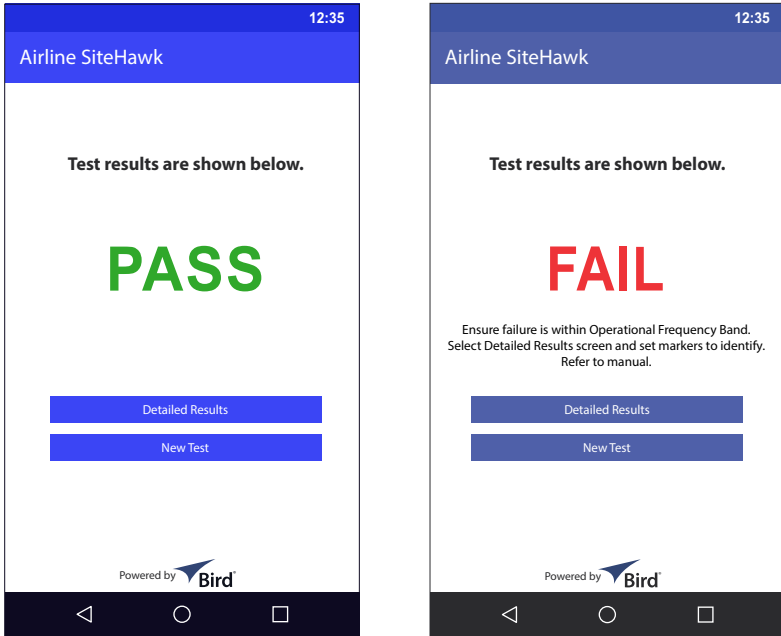 12:35
Airline SiteHawk
Test results are shown below.
PASS
Detailed Results
New Test
Powered by Bird®
12:35
Airline SiteHawk
Test results are shown below.
FAIL
Ensure failure is within Operational Frequency Band.
Select Detailed Results screen and set markers to identify.
Refer to manual.
Detailed Results
New Test
Powered by Bird®